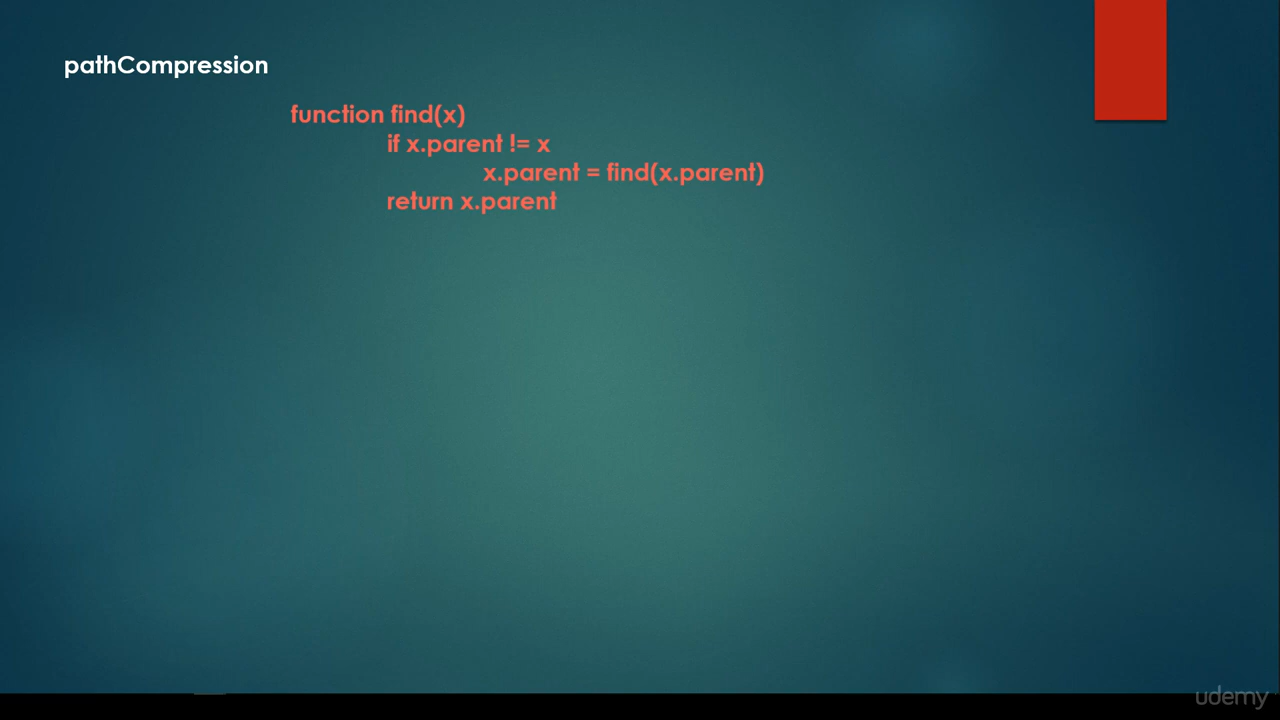 pathCompression
function find(x)
if x.parent != x
x.parent = find(x.parent)
return x.parent
udemy